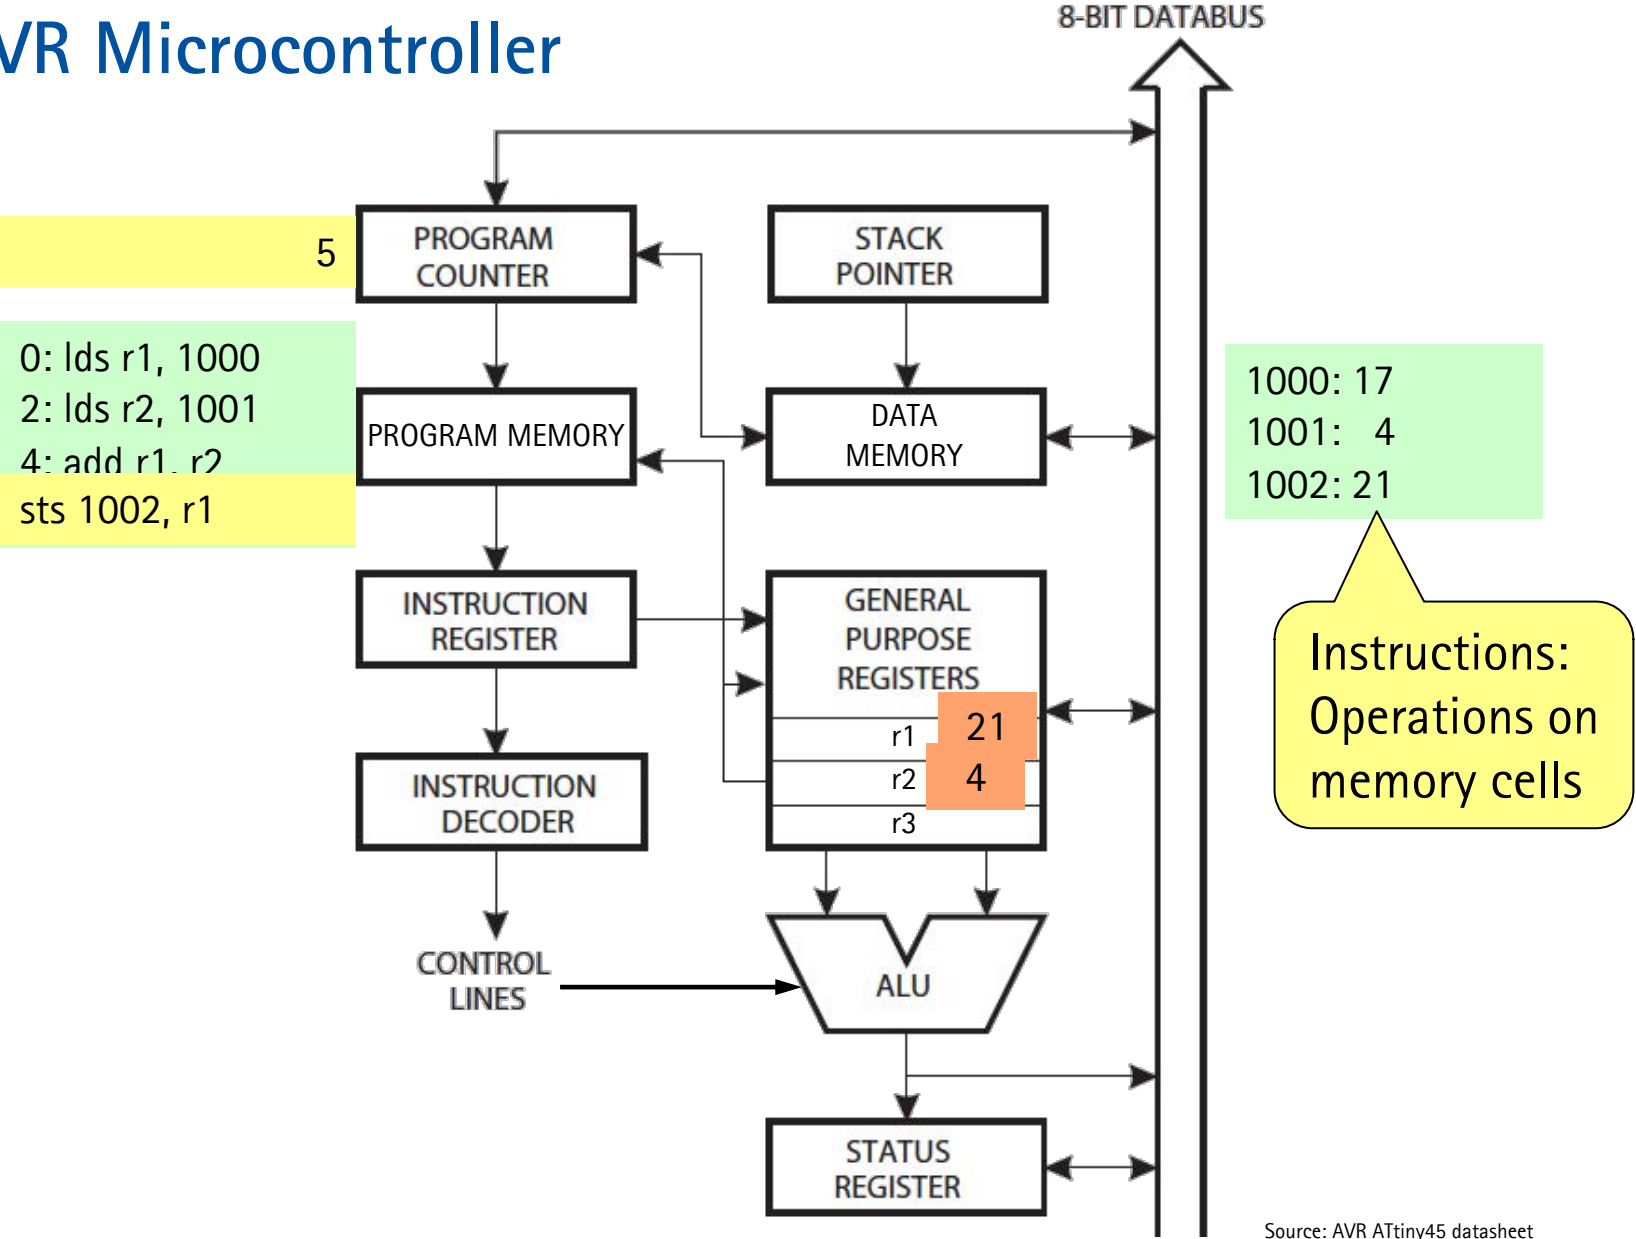 VR Microcontroller
8-BIT DATABUS
5
PROGRAM
COUNTER
STACK
POINTER
0: lds r1, 1000
2: lds r2, 1001
4: add r1, r2
sts 1002, r1
PROGRAM MEMORY
DATA
MEMORY
1000: 17
1001: 4
1002: 21
INSTRUCTION
REGISTER
GENERAL
PURPOSE
REGISTERS
r1 21
r2 4
r3
Instructions:
Operations on
memory cells
INSTRUCTION
DECODER
CONTROL
LINES
ALU
STATUS
REGISTER
Source: AVR ATtiny45 datasheet